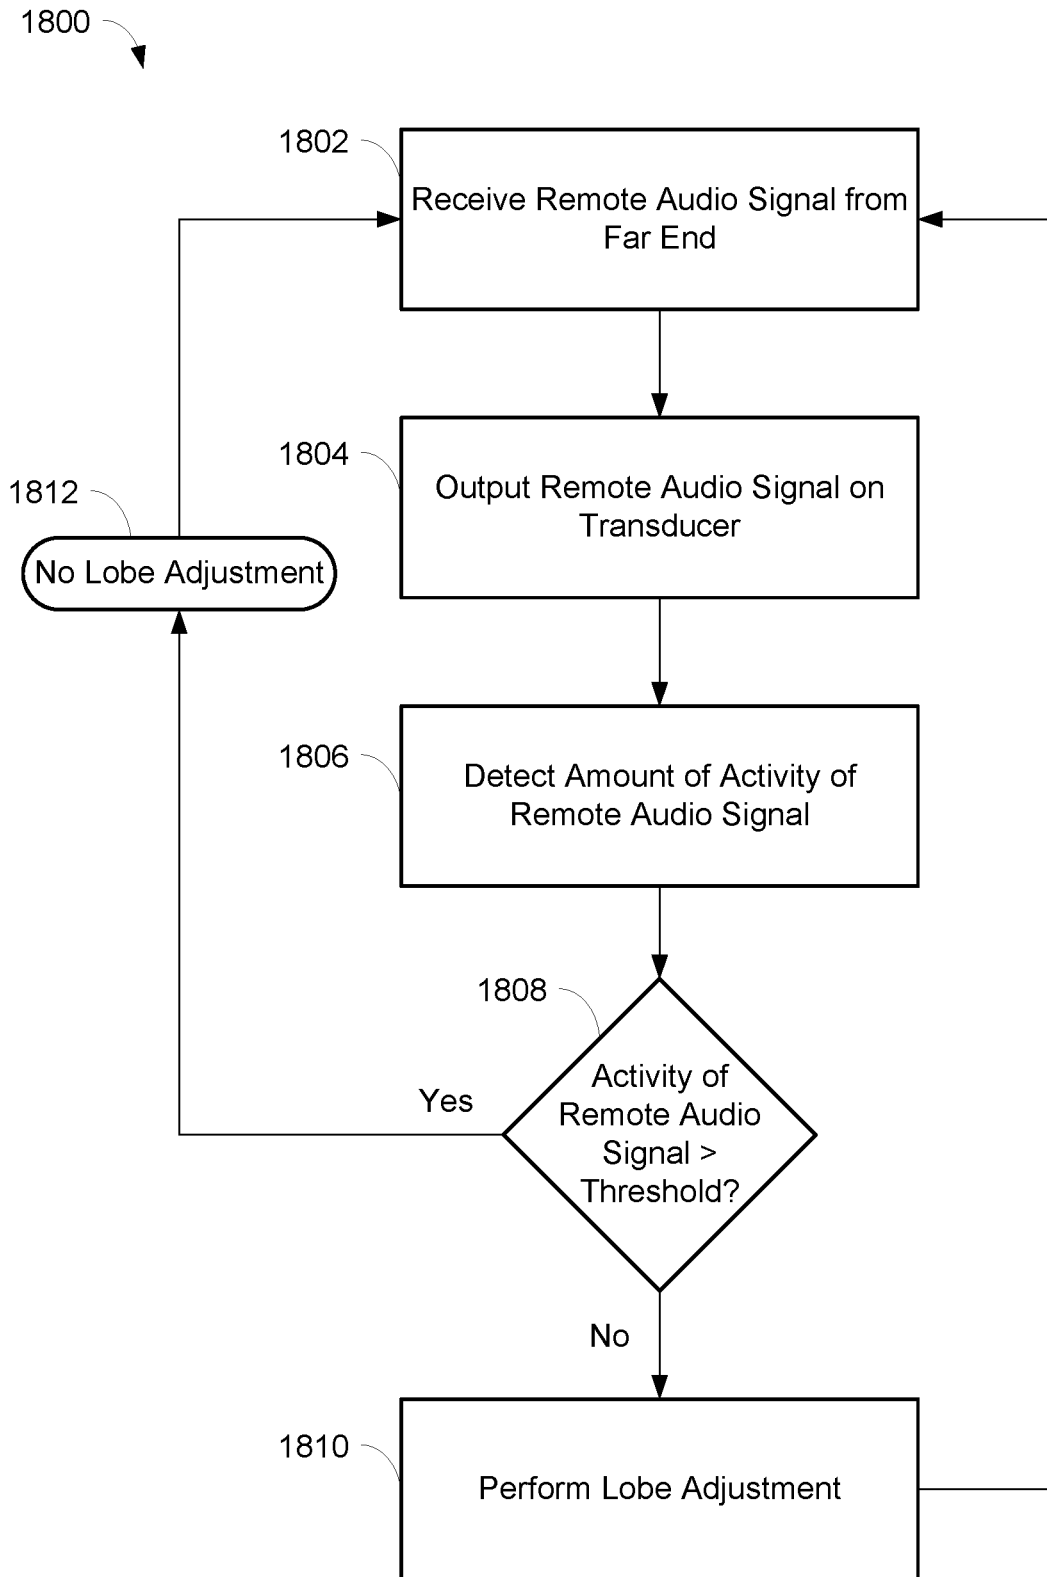 1800
1802
Receive Remote Audio Signal from
Far End
1804
Output Remote Audio Signal on
Transducer
1812
No Lobe Adjustment
1806
Detect Amount of Activity of
Remote Audio Signal
1808
Activity of
Remote Audio
Signal >
Threshold?
Yes
No
1810
Perform Lobe Adjustment